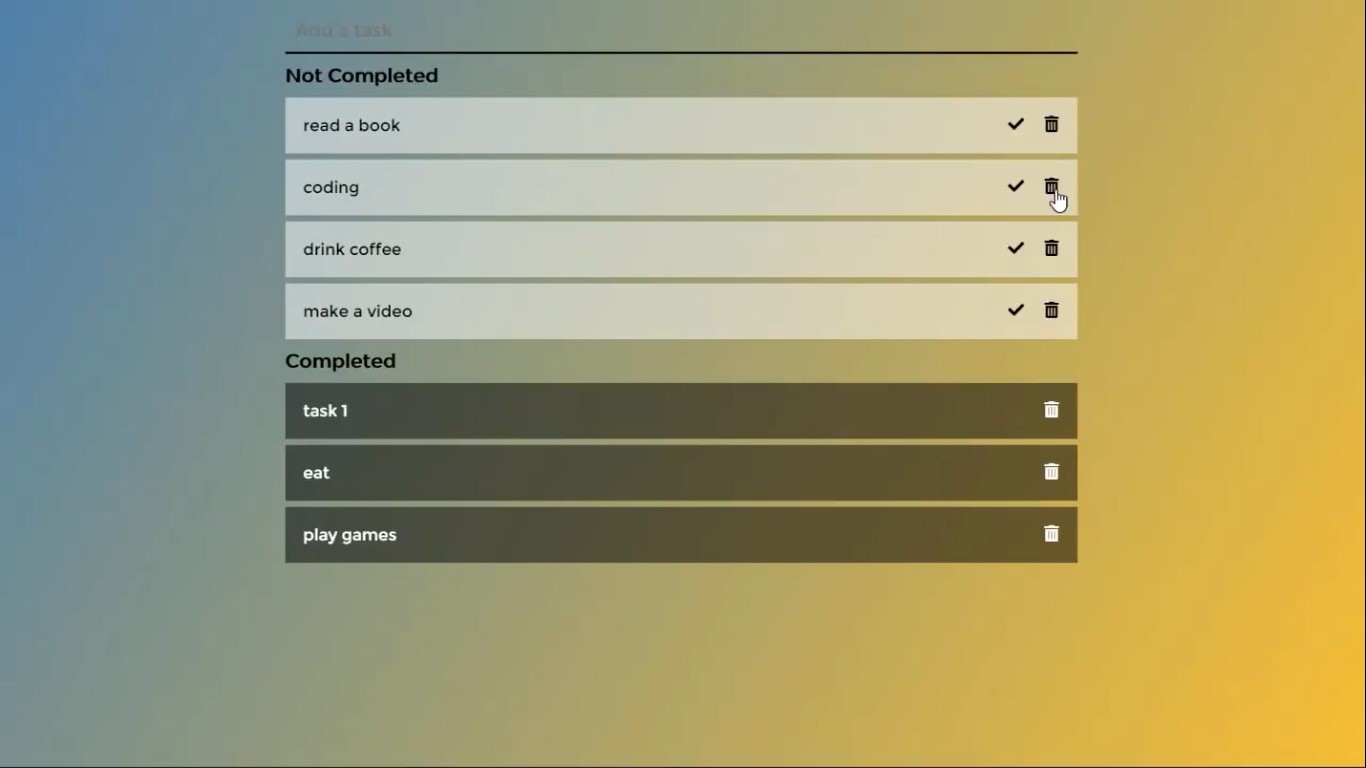 Add a task
Not Completed
read a book
coding
drink coffee
make a video
Completed
task 1
eat
play games